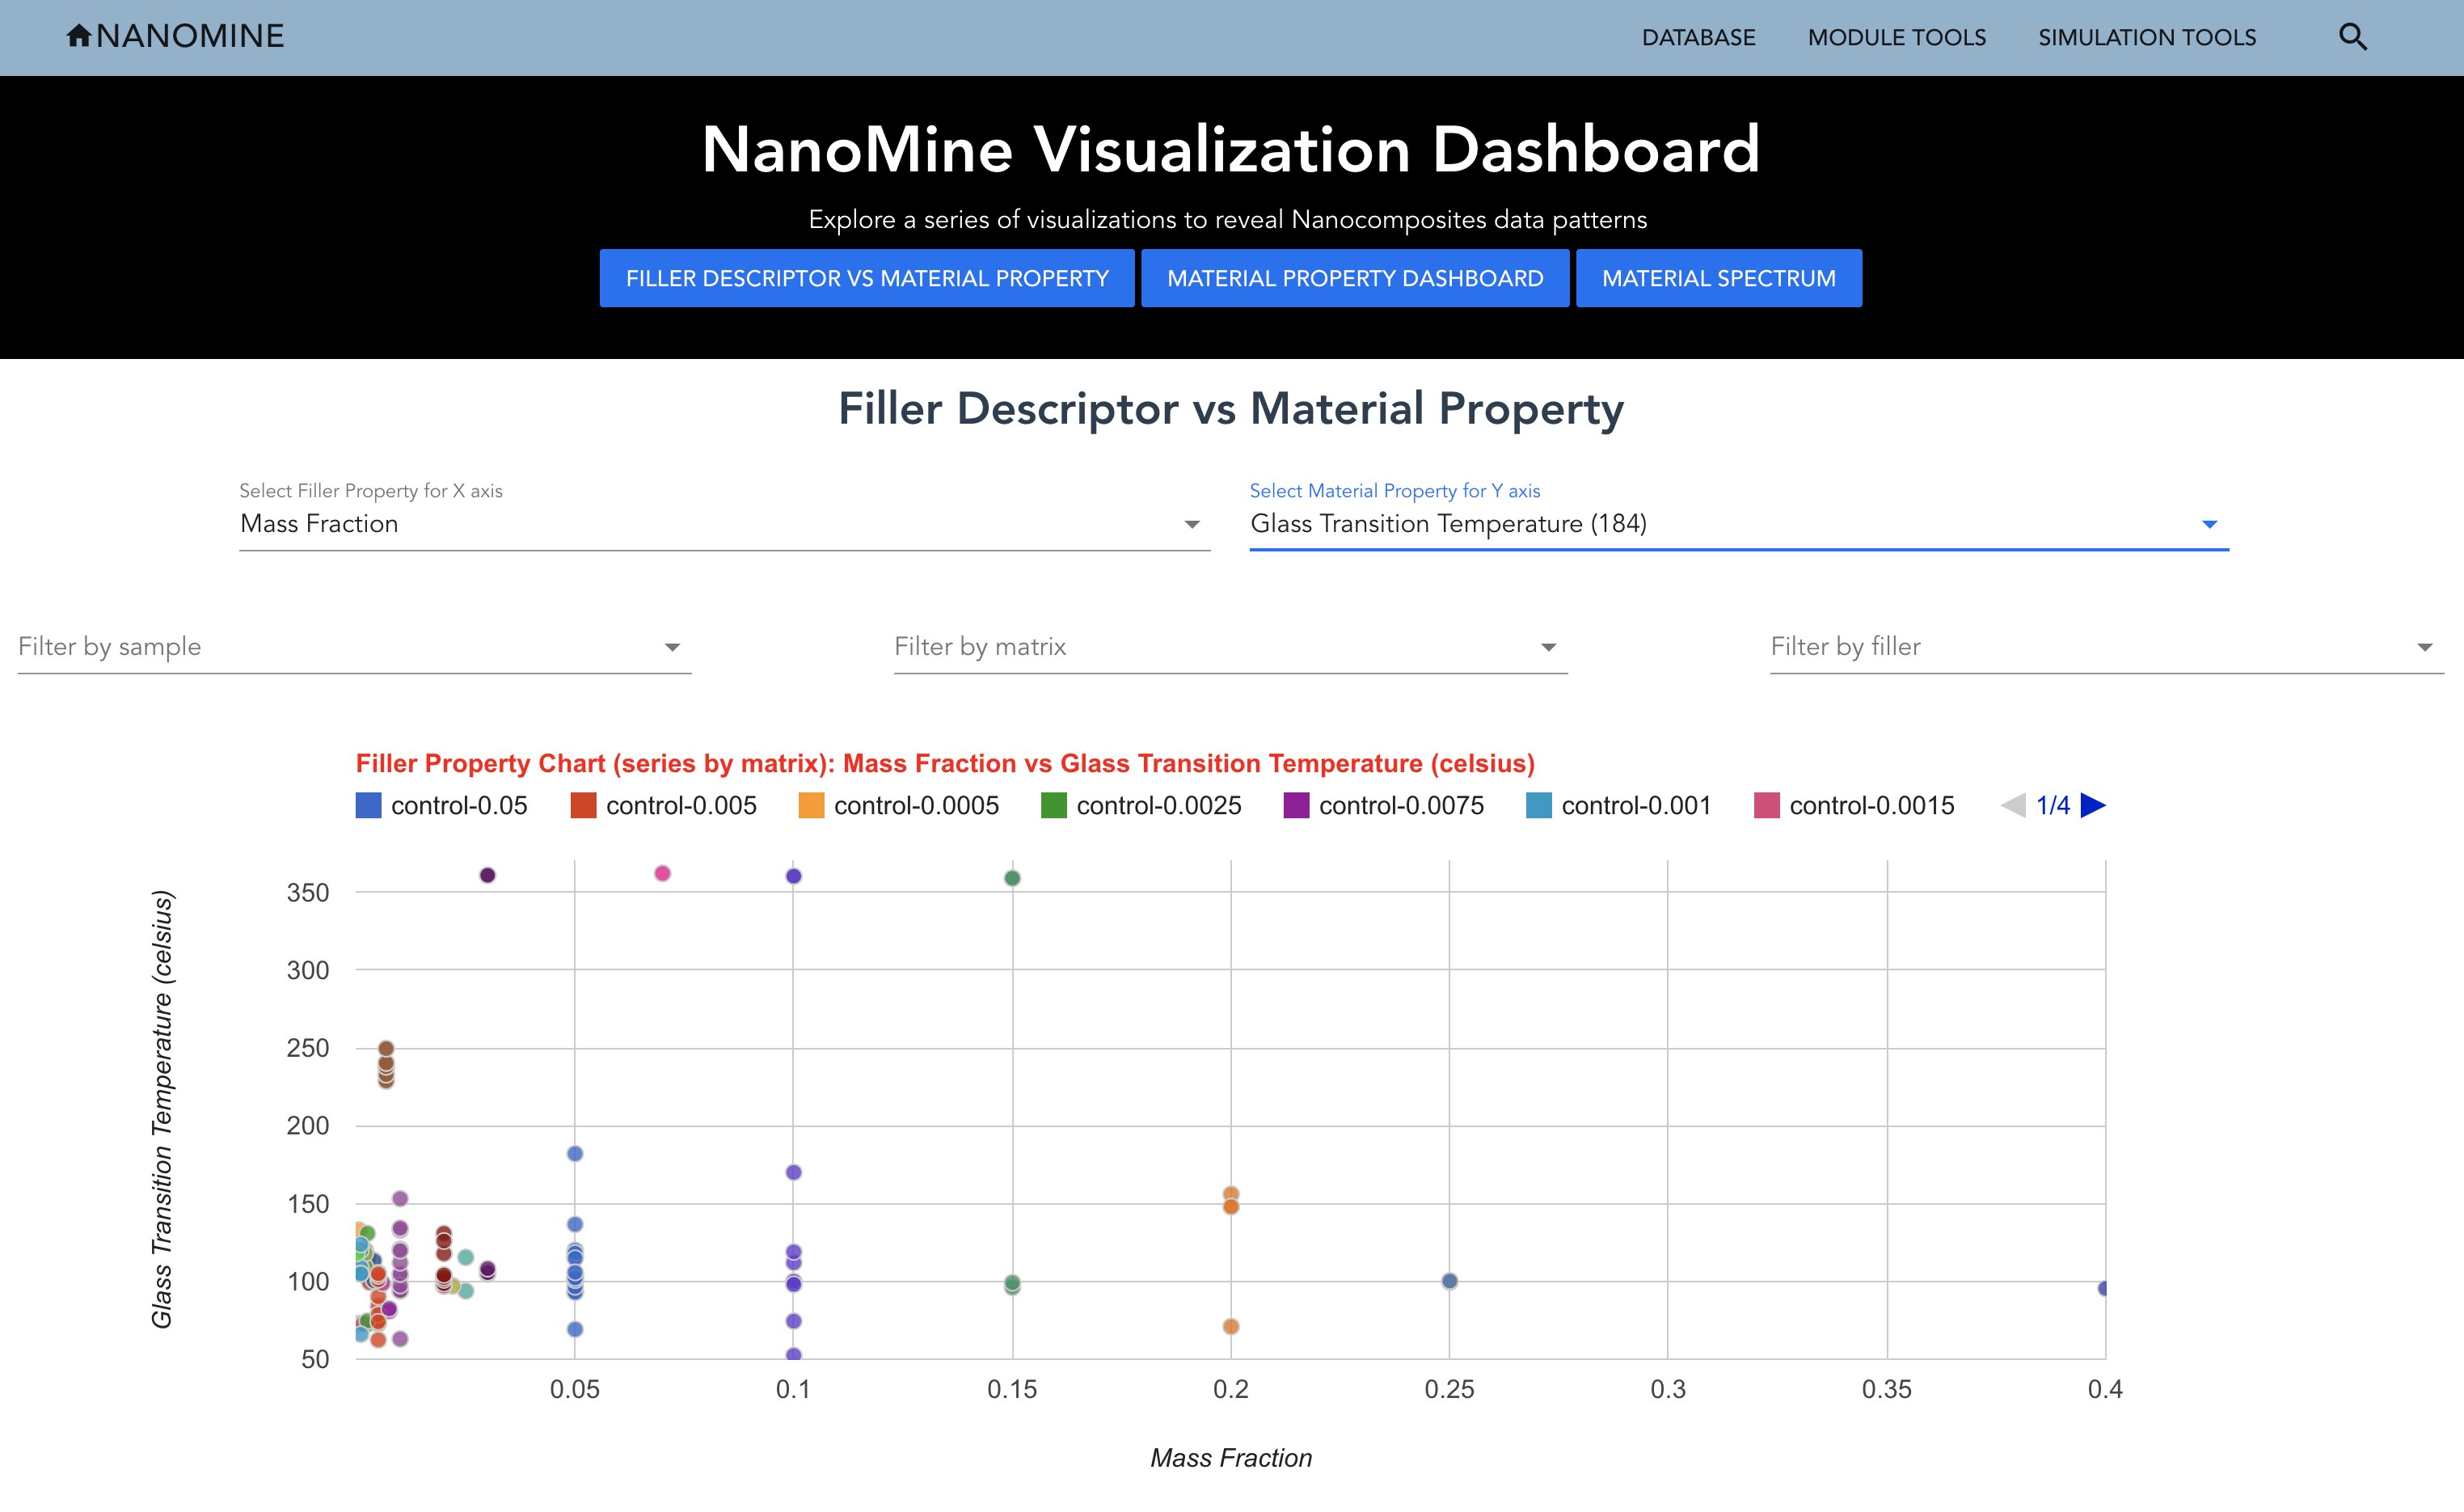 NANOMINE
DATABASE MODULE TOOLS SIMULATION TOOLS
NanoMine Visualization Dashboard
Explore a series of visualizations to reveal Nanocomposites data patterns
FILLER DESCRIPTOR VS MATERIAL PROPERTY MATERIAL PROPERTY DASHBOARD MATERIAL SPECTRUM
Filler Descriptor vs Material Property
Select Filler Property for X axis Select Material Property for Y axis
Mass Fraction Glass Transition Temperature (184)
Filter by sample Filter by matrix Filter by filler
Filler Property Chart (series by matrix): Mass Fraction vs Glass Transition Temperature (celsius)
control-0.05 control-0.005 control-0.0005 control-0.0025 control-0.0075 control-0.001 control-0.0015 1/4
Glass Transition Temperature (celsius)
350
300
250
200
150
100
50
0.05 0.1 0.15 0.2 0.25 0.3 0.35 0.4
Mass Fraction